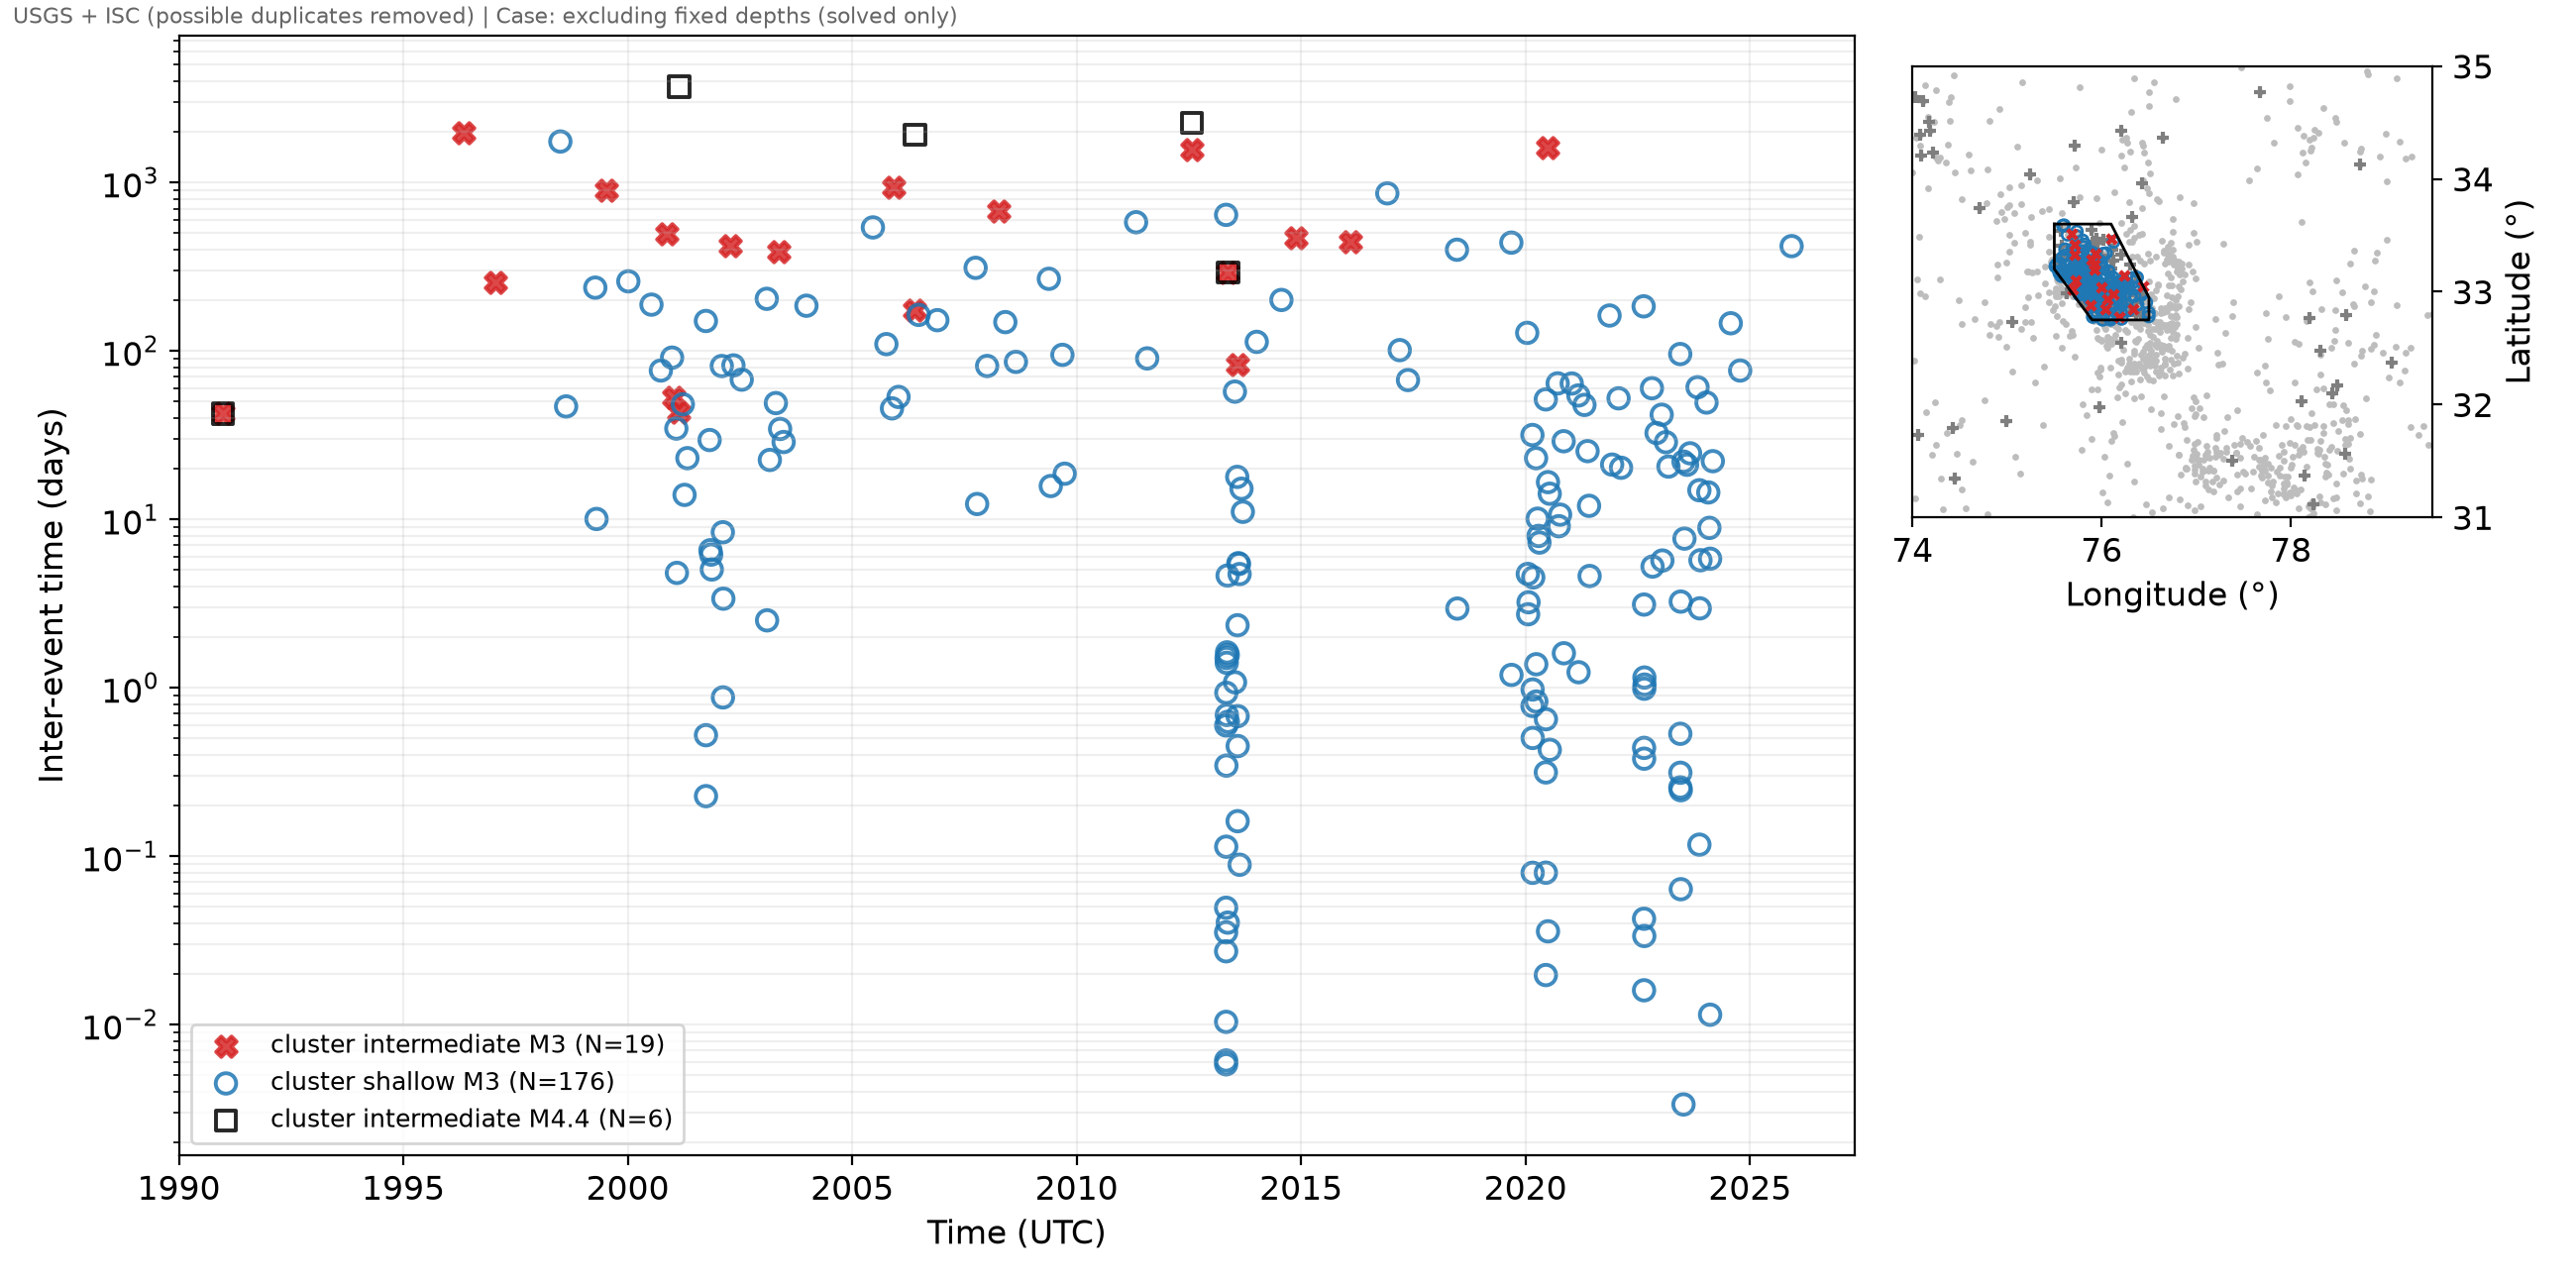 USGS + ISC (possible duplicates removed) | Case: excluding fixed depths (solved only)
Inter-event time (days)
10³
10²
10¹
10⁰
10⁻¹
10⁻²
cluster intermediate M3 (N=19)
cluster shallow M3 (N=176)
cluster intermediate M4.4 (N=6)
1990 1995 2000 2005 2010 2015 2020 2025
Time (UTC)
35
34
33
32
31
Latitude (°)
74 76 78
Longitude (°)